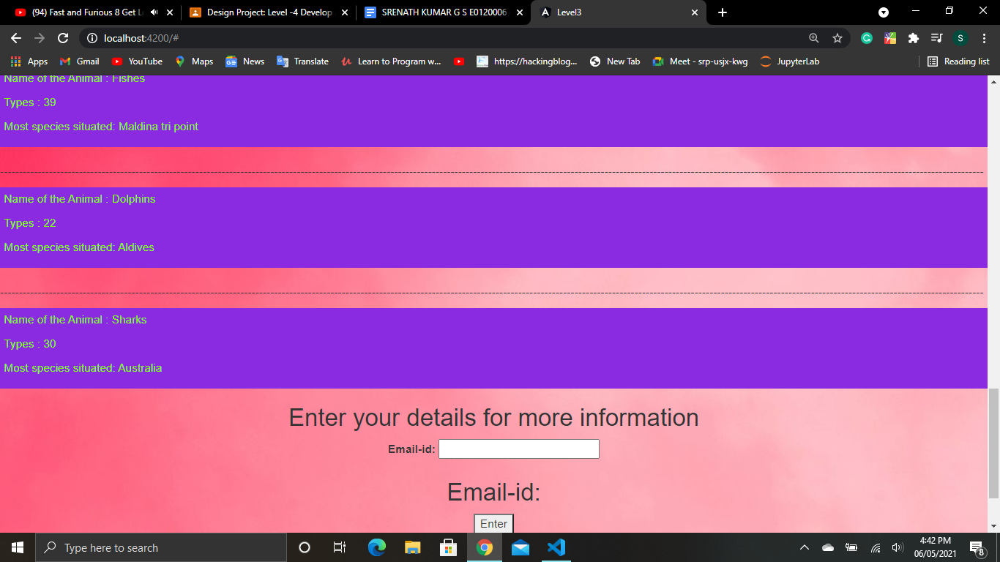 (94) Fast and Furious 8 Get L
Design Project: Level -4 Develop
SRENATH KUMAR G S E0120006
Level3
localhost:4200/#
S
Apps
Gmail
YouTube
Maps
News
Translate
Learn to Program w...
https://hackingblog...
New Tab
Meet - srp-usjx-kwg
JupyterLab
Reading list
Name of the Animal : Fishes
Types : 39
Most species situated: Maldina tri point
--------------------------------------------------------------------------------
Name of the Animal : Dolphins
Types : 22
Most species situated: Aldives
--------------------------------------------------------------------------------
Name of the Animal : Sharks
Types : 30
Most species situated: Australia
Enter your details for more information
Email-id:
Email-id:
Enter
Type here to search
4:42 PM
06/05/2021
8